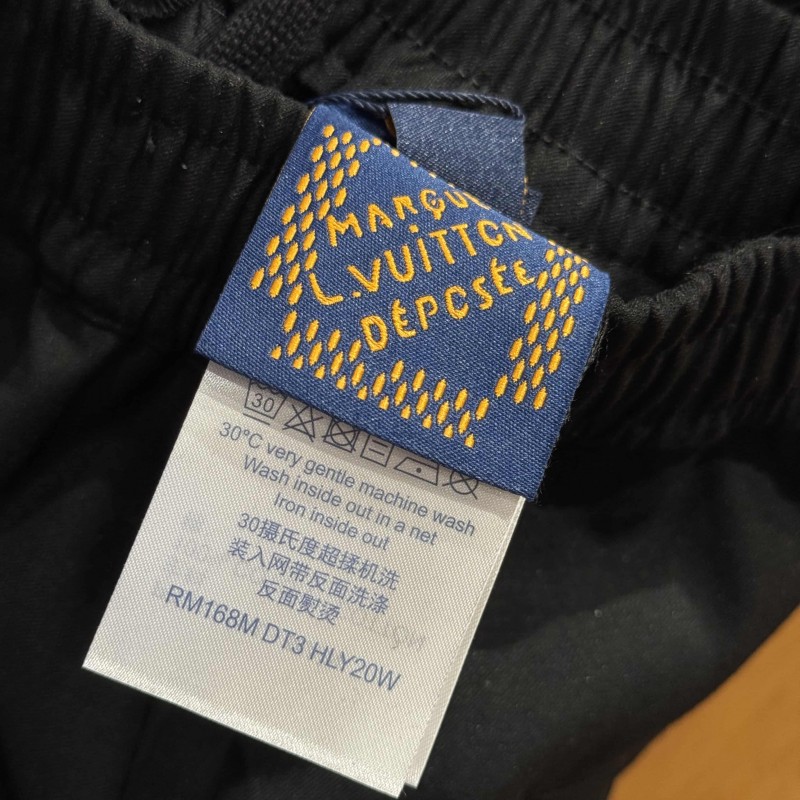 MARQU
L.VUITTON
DÉPOSÉE
30
30°C very gentle machine wash
Wash inside out in a net
Iron inside out
30摄氏度超揉机洗
装入网带反面洗涤
反面熨烫
RM168M DT3 HLY20W